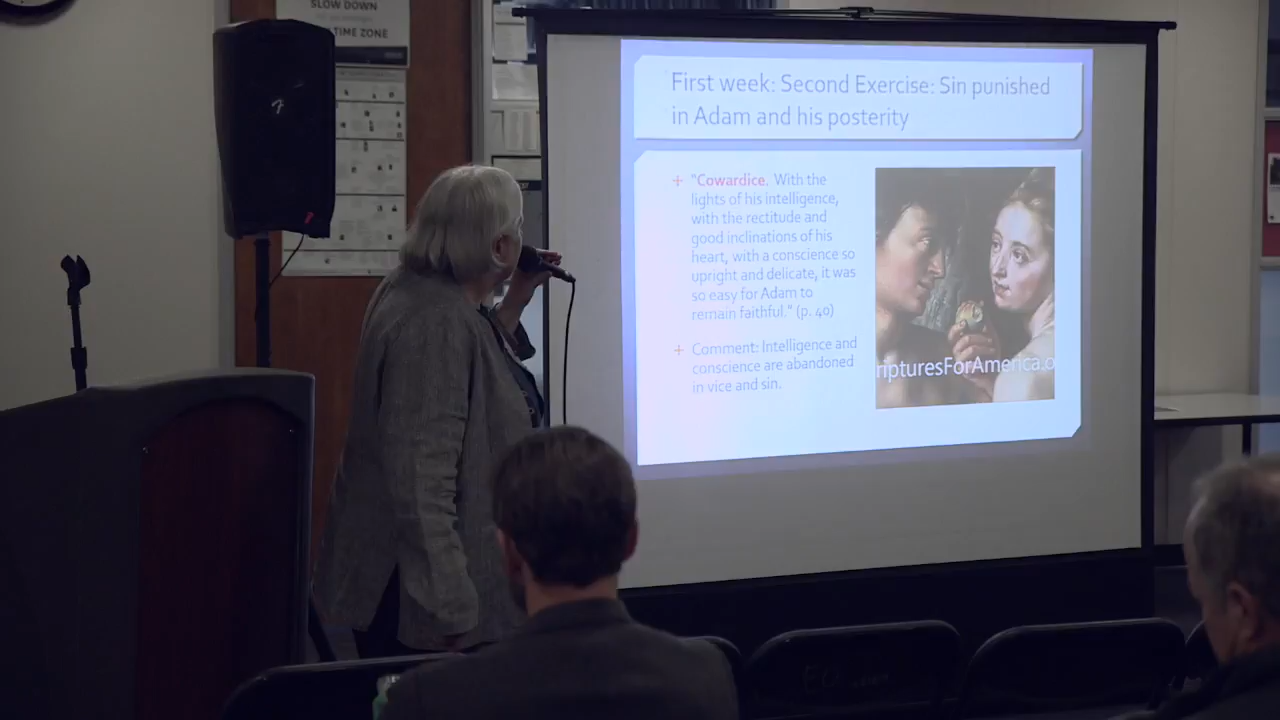 SLOW DOWN
TIME ZONE
First week: Second Exercise: Sin punished
in Adam and his posterity
+ "Cowardice. With the
lights of his intelligence,
with the rectitude and
good inclinations of his
heart, with a conscience so
upright and delicate, it was
so easy for Adam to
remain faithful." (p. 40)
+ Comment: Intelligence and
conscience are abandoned
in vice and sin.
ripturesForAmerica.o